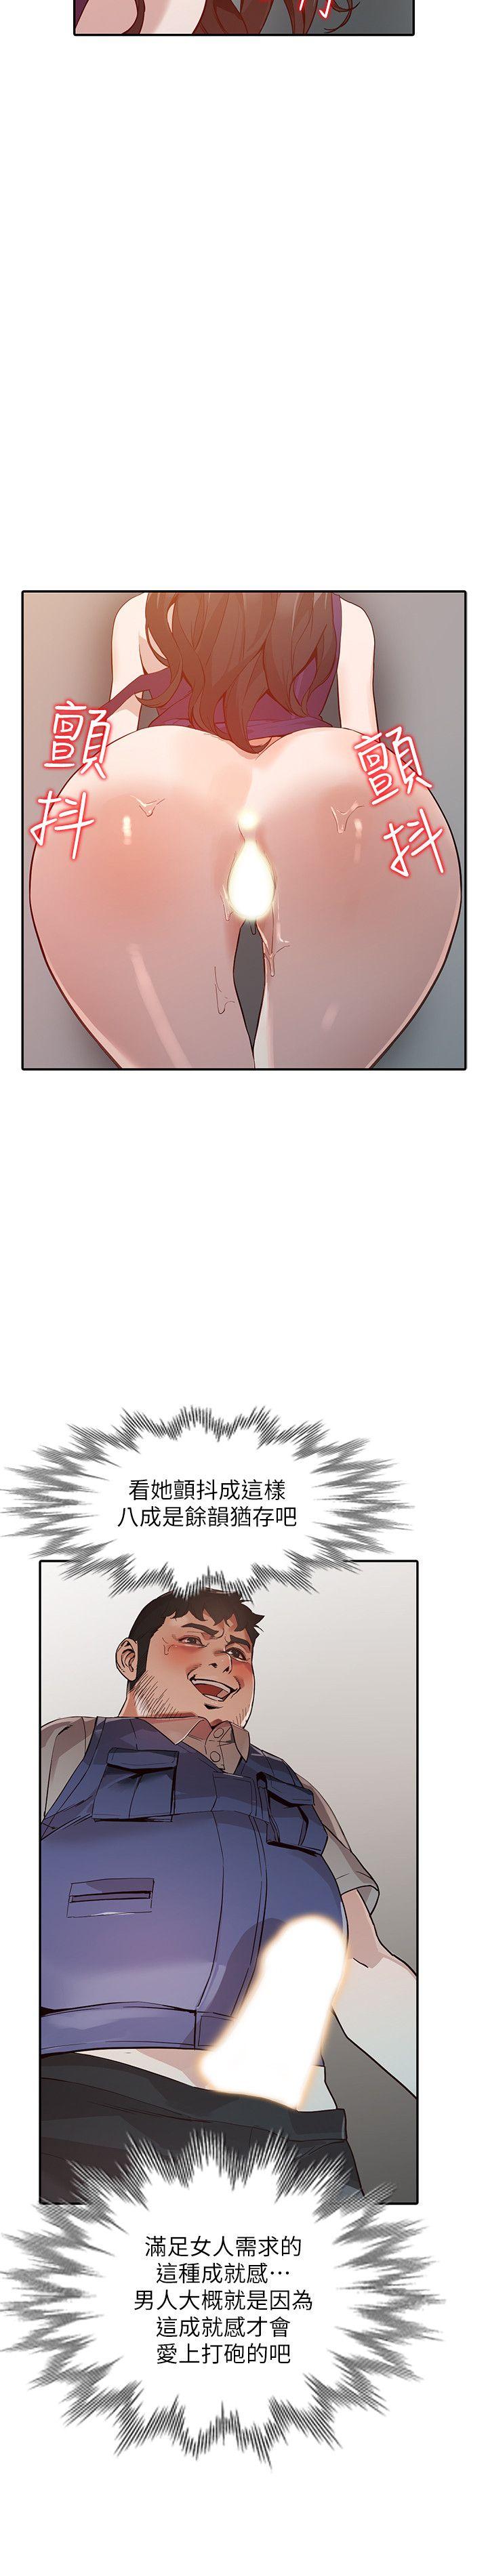 顫
抖
顫
抖
看她顫抖成這樣
八成是餘韻猶存吧
滿足女人需求的
這種成就感…
男人大概就是因為
這成就感才會
愛上打砲的吧